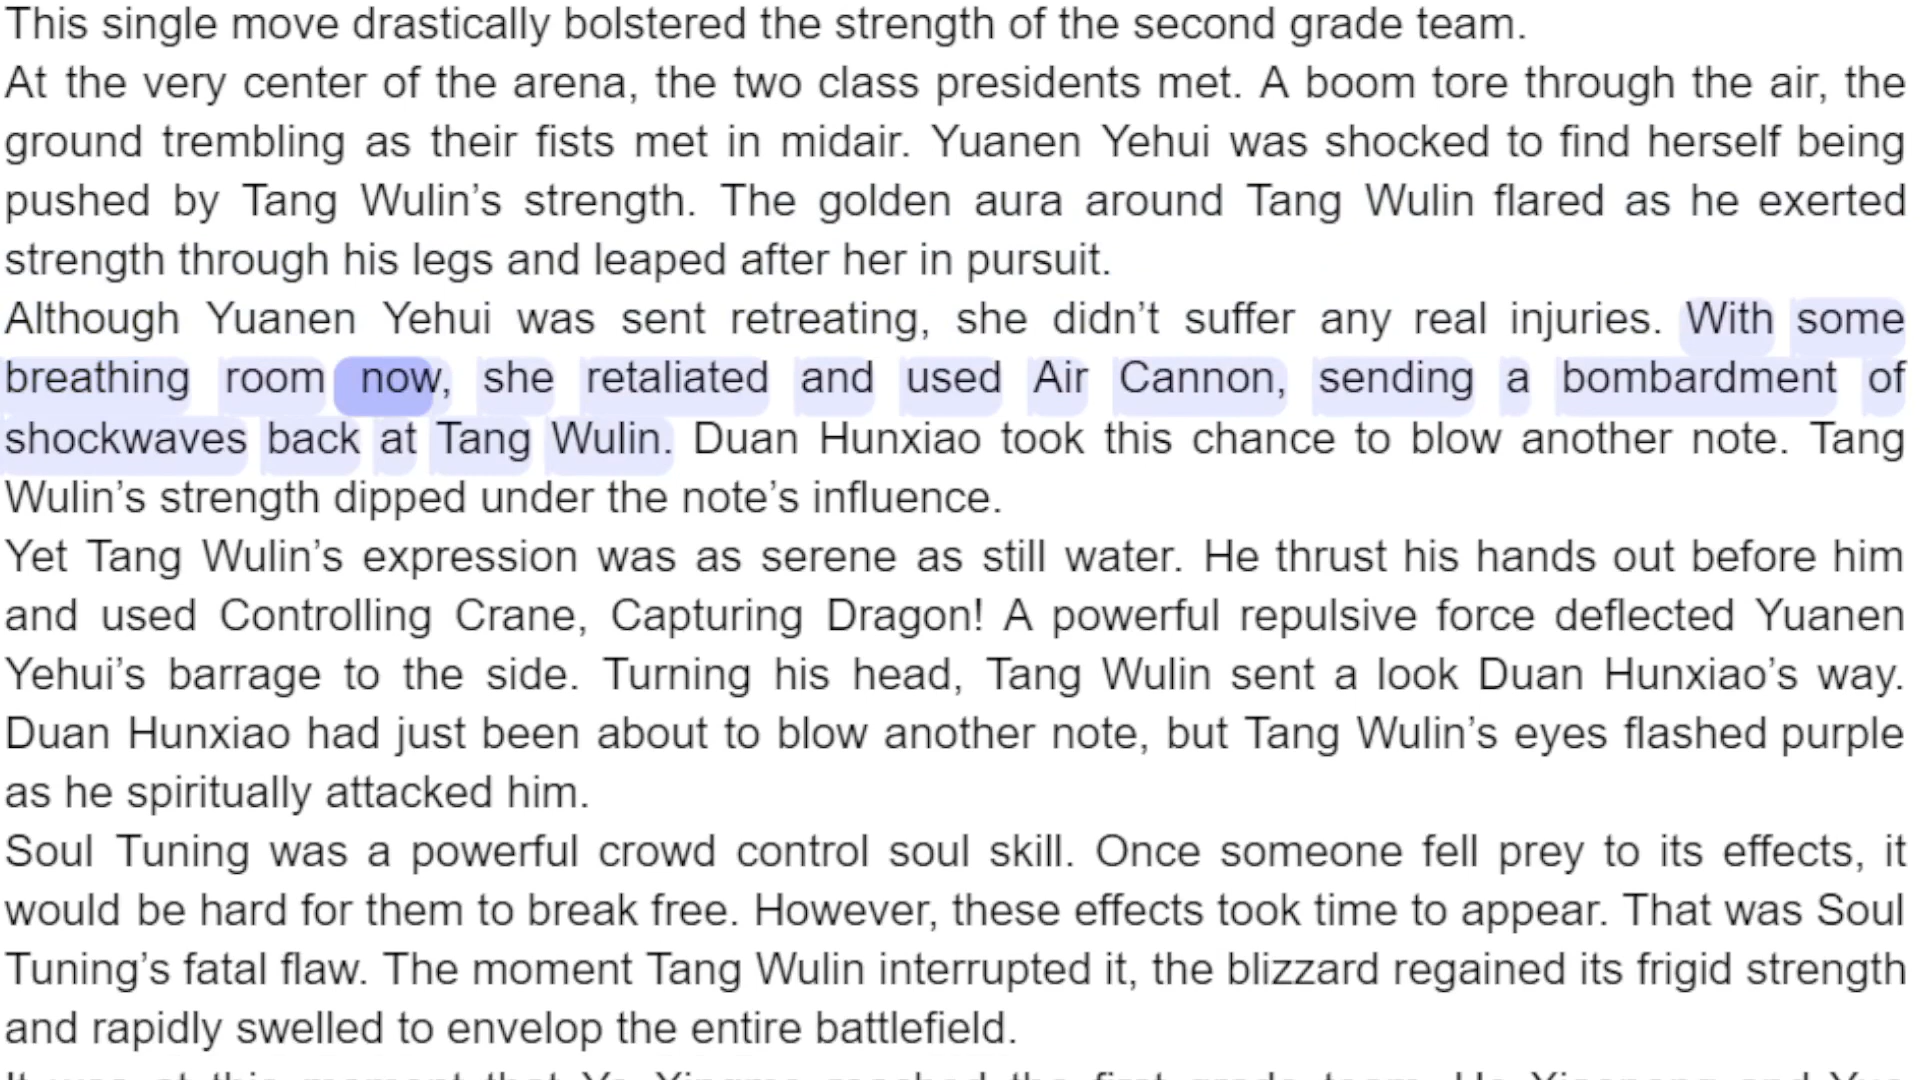 This single move drastically bolstered the strength of the second grade team.
At the very center of the arena, the two class presidents met. A boom tore through the air, the
ground trembling as their fists met in midair. Yuanen Yehui was shocked to find herself being
pushed by Tang Wulin’s strength. The golden aura around Tang Wulin flared as he exerted
strength through his legs and leaped after her in pursuit.
Although Yuanen Yehui was sent retreating, she didn’t suffer any real injuries. With some
breathing room now, she retaliated and used Air Cannon, sending a bombardment of
shockwaves back at Tang Wulin. Duan Hunxiao took this chance to blow another note. Tang
Wulin’s strength dipped under the note’s influence.
Yet Tang Wulin’s expression was as serene as still water. He thrust his hands out before him
and used Controlling Crane, Capturing Dragon! A powerful repulsive force deflected Yuanen
Yehui’s barrage to the side. Turning his head, Tang Wulin sent a look Duan Hunxiao’s way.
Duan Hunxiao had just been about to blow another note, but Tang Wulin’s eyes flashed purple
as he spiritually attacked him.
Soul Tuning was a powerful crowd control soul skill. Once someone fell prey to its effects, it
would be hard for them to break free. However, these effects took time to appear. That was Soul
Tuning’s fatal flaw. The moment Tang Wulin interrupted it, the blizzard regained its frigid strength
and rapidly swelled to envelop the entire battlefield.